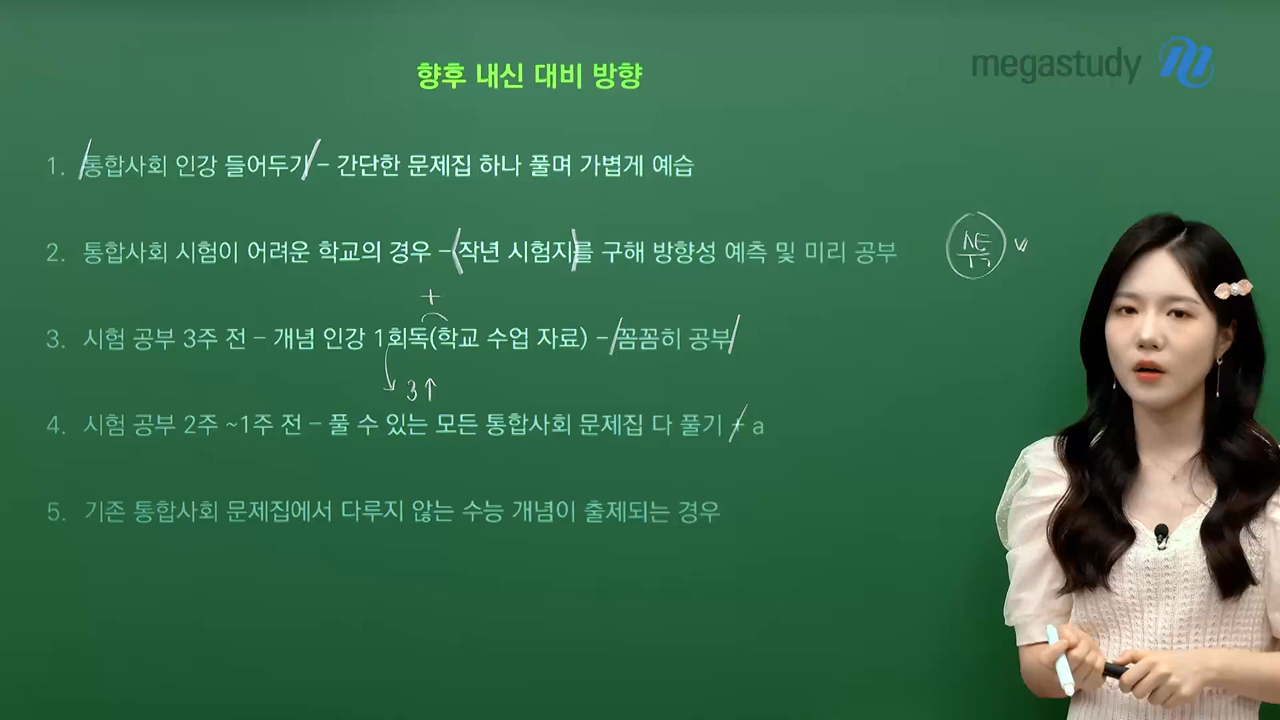 향후 내신 대비 방향
megastudy
1. 통합사회 인강 들어두기 – 간단한 문제집 하나 풀며 가볍게 예습
2. 통합사회 시험이 어려운 학교의 경우 – 작년 시험지를 구해 방향성 예측 및 미리 공부
+
3. 시험 공부 3주 전 – 개념 인강 1회독(학교 수업 자료) – 꼼꼼히 공부
3↑
4. 시험 공부 2주 ~1주 전 – 풀 수 있는 모든 통합사회 문제집 다 풀기 + a
5. 기존 통합사회 문제집에서 다루지 않는 수능 개념이 출제되는 경우